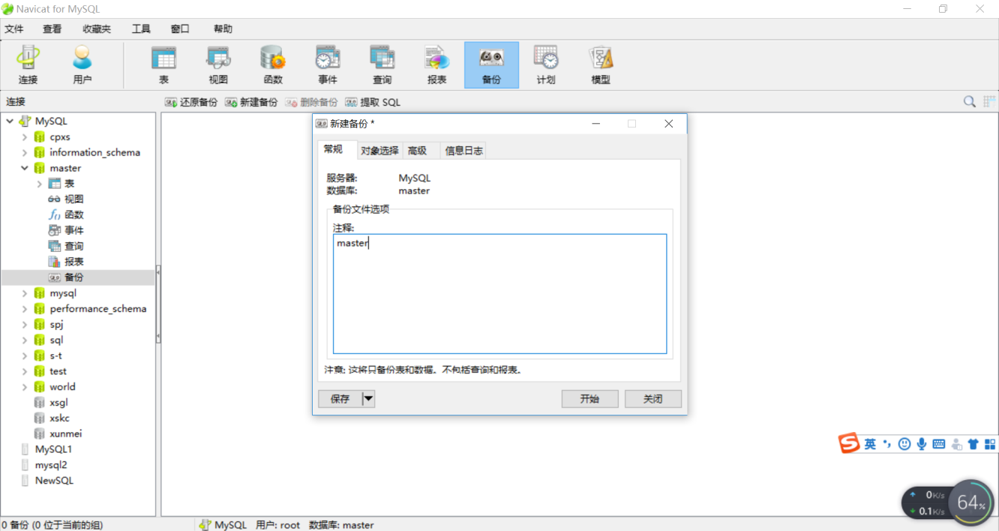 Navicat for MySQL
文件 查看 收藏夹 工具 窗口 帮助
连接 用户 表 视图 函数 事件 查询 报表 备份 计划 模型
连接 还原备份 新建备份 删除备份 提取 SQL
MySQL
cpxs
information_schema
master
表
视图
函数
事件
查询
报表
备份
mysql
performance_schema
spj
sql
s-t
test
world
xsgl
xskc
xunmei
MySQL1
mysql2
NewSQL
新建备份 *
常规 对象选择 高级 信息日志
服务器: MySQL
数据库: master
备份文件选项
注释:
master
注意: 这将只备份表和数据。不包括查询和报表。
保存 开始 关闭
英
0K/s
0.1K/s
64%
0 备份 (0 位于当前的组) MySQL 用户: root 数据库: master